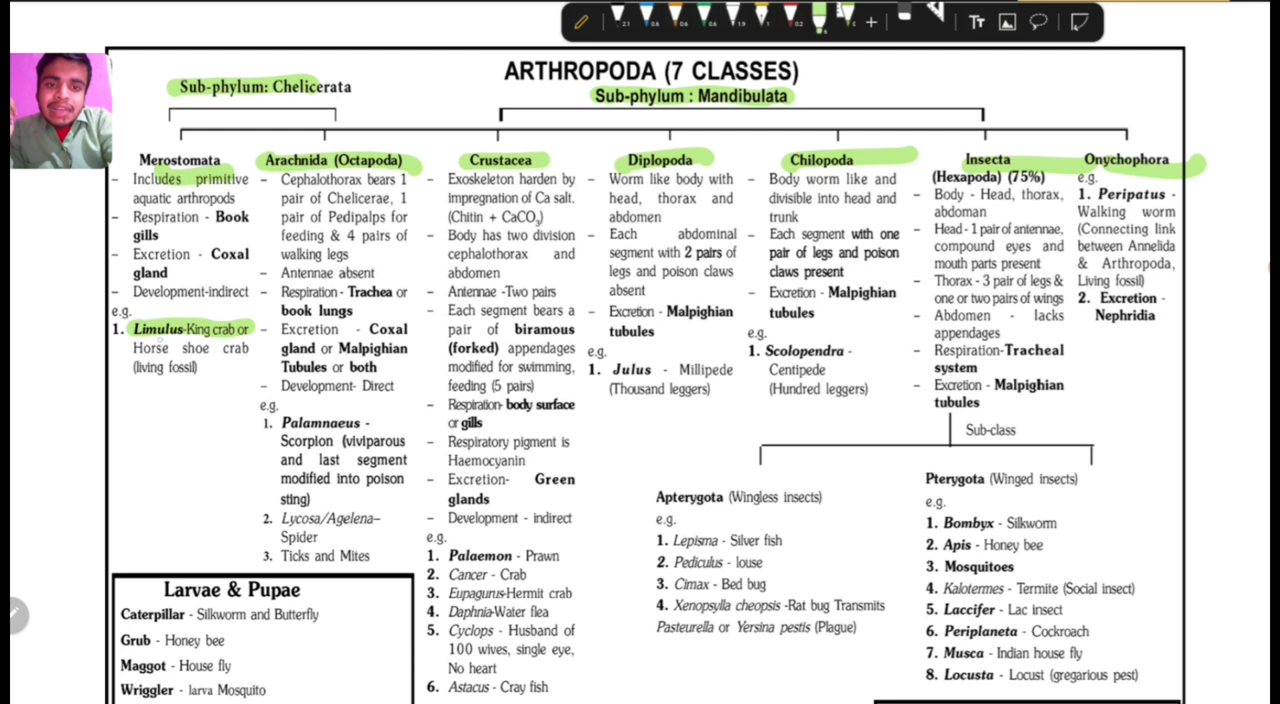 ARTHROPODA (7 CLASSES)
Sub-phylum: Chelicerata
Sub-phylum : Mandibulata
Merostomata
- Includes primitive
aquatic arthropods
- Respiration - Book
gills
- Excretion - Coxal
gland
- Development-indirect
e.g.
1. Limulus-King crab or
Horse shoe crab
(living fossil)
Arachnida (Octapoda)
- Cephalothorax bears 1
pair of Chelicerae, 1
pair of Pedipalps for
feeding & 4 pairs of
walking legs
- Antennae absent
- Respiration - Trachea or
book lungs
- Excretion - Coxal
gland or Malpighian
Tubules or both
- Development- Direct
e.g.
1. Palamnaeus -
Scorpion (viviparous
and last segment
modified into poison
sting)
2. Lycosa/Agelena-
Spider
3. Ticks and Mites
Crustacea
- Exoskeleton harden by
impregnation of Ca salt.
(Chitin + CaCO₃)
- Body has two division
cephalothorax and
abdomen
- Antennae -Two pairs
- Each segment bears a
pair of biramous
(forked) appendages
modified for swimming,
feeding (5 pairs)
- Respiration- body surface
or gills
- Respiratory pigment is
Haemocyanin
- Excretion- Green
glands
- Development - indirect
e.g.
1. Palaemon - Prawn
2. Cancer - Crab
3. Eupagurus-Hermit crab
4. Daphnia-Water flea
5. Cyclops - Husband of
100 wives, single eye,
No heart
6. Astacus - Cray fish
Diplopoda
- Worm like body with
head, thorax and
abdomen
- Each abdominal
segment with 2 pairs of
legs and poison claws
absent
- Excretion - Malpighian
tubules
e.g.
1. Julus - Millipede
(Thousand leggers)
Chilopoda
- Body worm like and
divisible into head and
trunk
- Each segment with one
pair of legs and poison
claws present
- Excretion - Malpighian
tubules
e.g.
1. Scolopendra -
Centipede
(Hundred leggers)
Insecta
(Hexapoda) (75%)
- Body - Head, thorax,
abdoman
- Head - 1 pair of antennae,
compound eyes and
mouth parts present
- Thorax - 3 pair of legs &
one or two pairs of wings
- Abdomen - lacks
appendages
- Respiration-Tracheal
system
- Excretion - Malpighian
tubules
Onychophora
e.g.
1. Peripatus -
Walking worm
(Connecting link
between Annelida
& Arthropoda,
Living fossil)
2. Excretion -
Nephridia
Sub-class
Apterygota (Wingless insects)
e.g.
1. Lepisma - Silver fish
2. Pediculus - louse
3. Cimax - Bed bug
4. Xenopsylla cheopsis -Rat bug Transmits
Pasteurella or Yersina pestis (Plague)
Pterygota (Winged insects)
e.g.
1. Bombyx - Silkworm
2. Apis - Honey bee
3. Mosquitoes
4. Kalotermes - Termite (Social insect)
5. Laccifer - Lac insect
6. Periplaneta - Cockroach
7. Musca - Indian house fly
8. Locusta - Locust (gregarious pest)
Larvae & Pupae
Caterpillar - Silkworm and Butterfly
Grub - Honey bee
Maggot - House fly
Wriggler - larva Mosquito